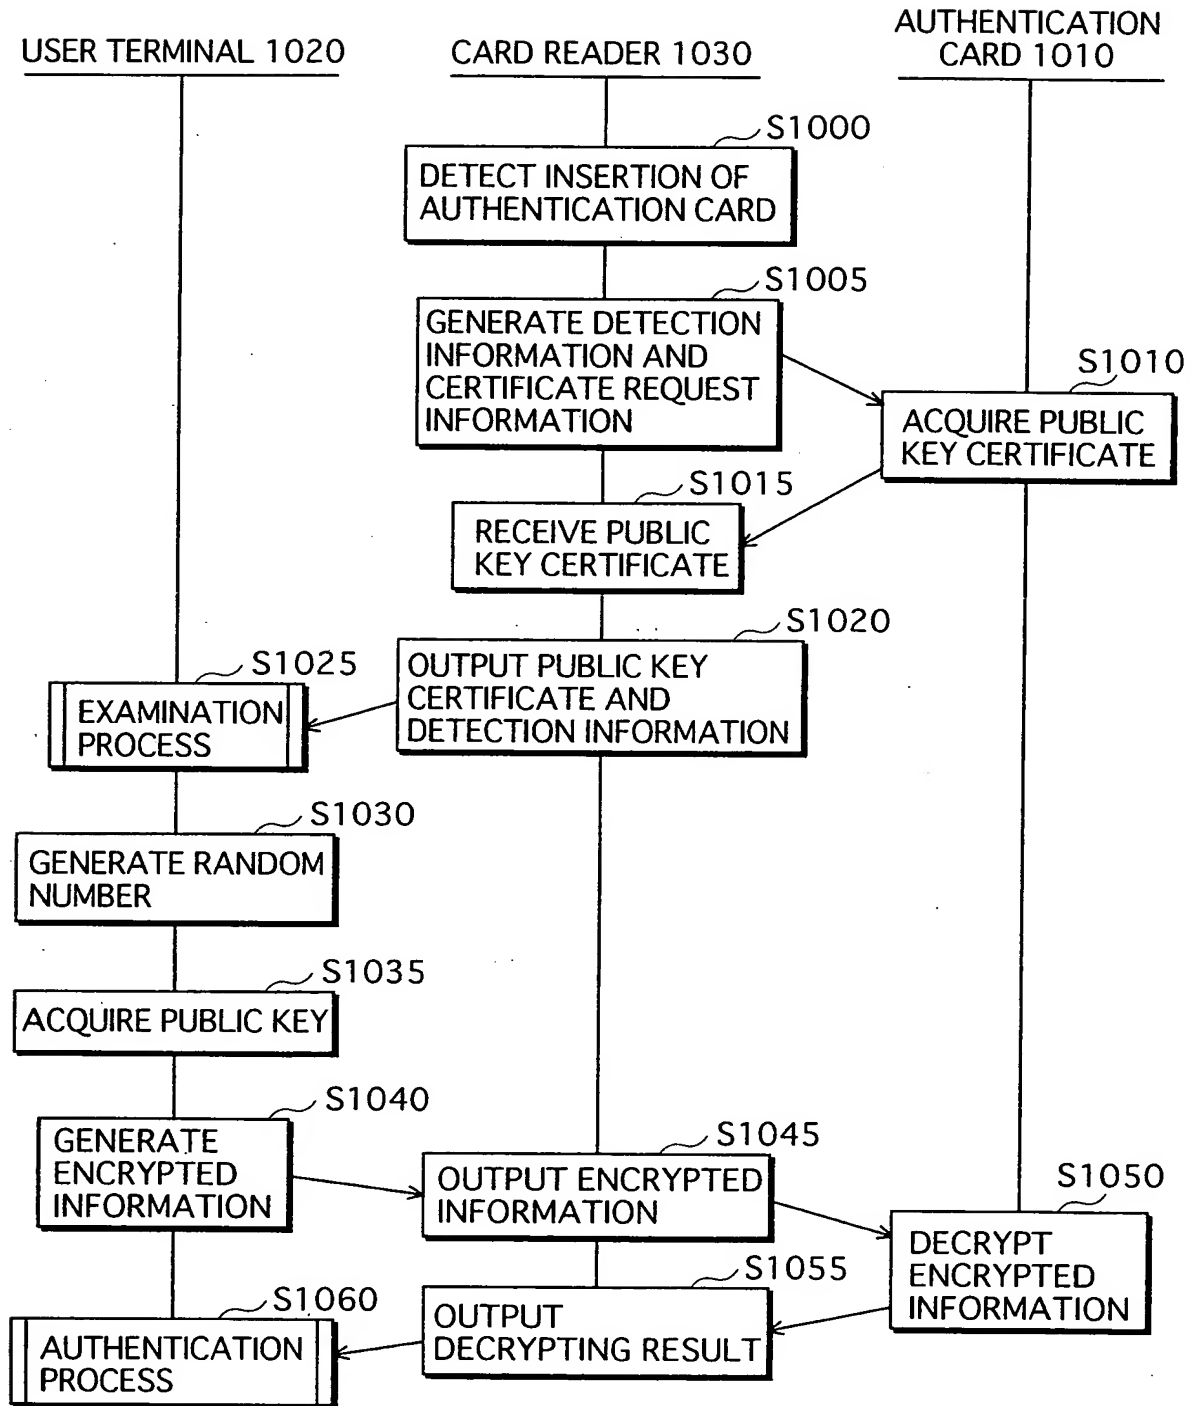 USER TERMINAL 1020
CARD READER 1030
AUTHENTICATION
CARD 1010
S1000
DETECT INSERTION OF
AUTHENTICATION CARD
S1005
GENERATE DETECTION
INFORMATION AND
CERTIFICATE REQUEST
INFORMATION
S1010
ACQUIRE PUBLIC
KEY CERTIFICATE
S1015
RECEIVE PUBLIC
KEY CERTIFICATE
S1020
OUTPUT PUBLIC KEY
CERTIFICATE AND
DETECTION INFORMATION
S1025
EXAMINATION
PROCESS
S1030
GENERATE RANDOM
NUMBER
S1035
ACQUIRE PUBLIC KEY
S1040
GENERATE
ENCRYPTED
INFORMATION
S1045
OUTPUT ENCRYPTED
INFORMATION
S1050
DECRYPT
ENCRYPTED
INFORMATION
S1055
OUTPUT
DECRYPTING RESULT
S1060
AUTHENTICATION
PROCESS